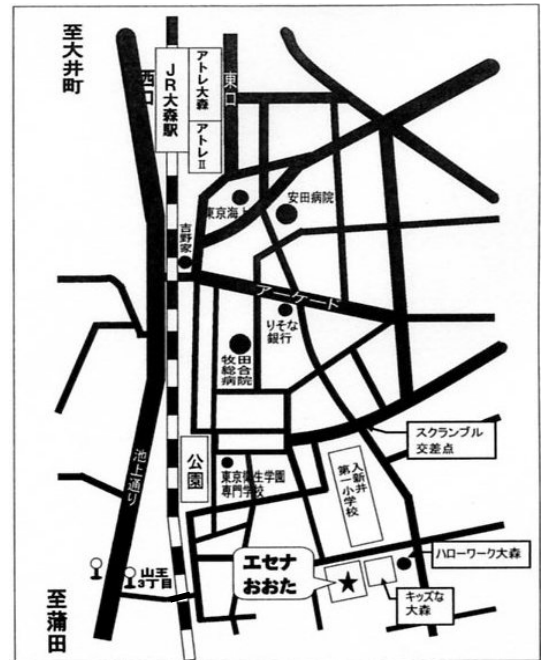 至大井町
西口
JR大森駅
アトレ大森
アトレⅡ
東口
東京海上
安田病院
吉野家
アーケード
りそな
銀行
牧田
総合
病院
スクランブル
交差点
公園
東京衛生学園
専門学校
入新井
第一小学校
池上通り
山王
3丁目
エセナ
おおた
ハローワーク大森
キッズな
大森
至蒲田